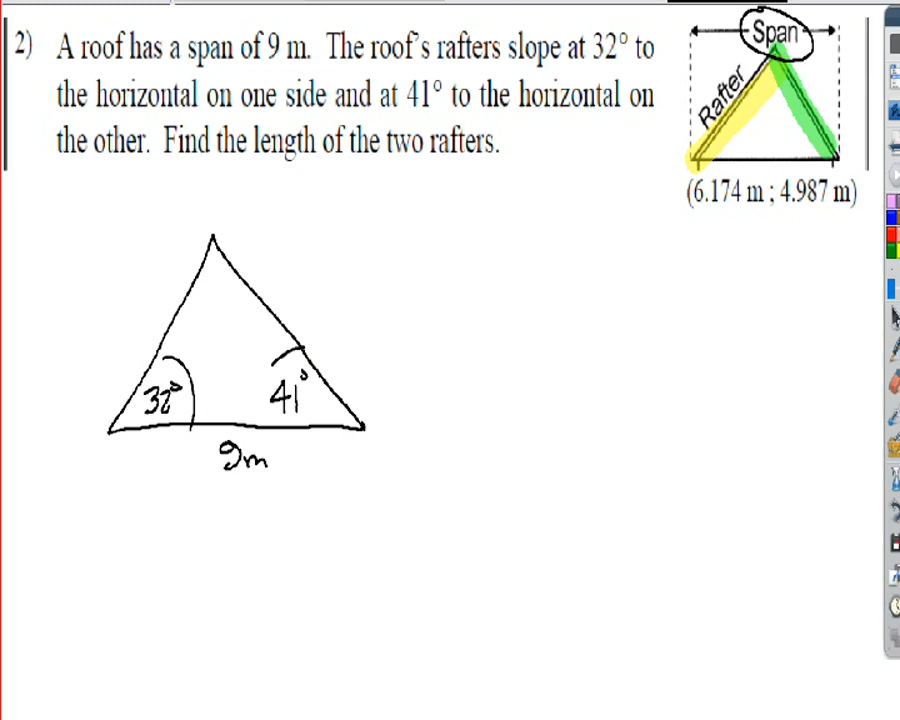 2) A roof has a span of 9 m. The roof's rafters slope at 32° to
the horizontal on one side and at 41° to the horizontal on
the other. Find the length of the two rafters.
Span
Rafter
(6.174 m ; 4.987 m)
32°
41°
9m